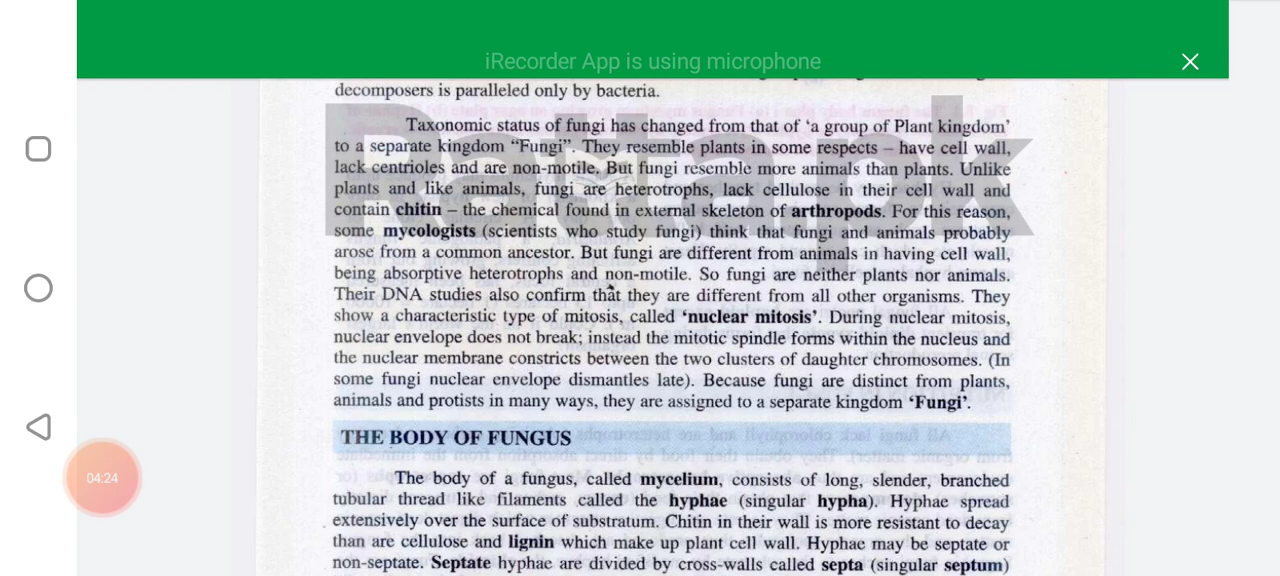 iRecorder App is using microphone
decomposers is paralleled only by bacteria.
Taxonomic status of fungi has changed from that of ‘a group of Plant kingdom’
to a separate kingdom “Fungi”. They resemble plants in some respects – have cell wall,
lack centrioles and are non-motile. But fungi resemble more animals than plants. Unlike
plants and like animals, fungi are heterotrophs, lack cellulose in their cell wall and
contain chitin – the chemical found in external skeleton of arthropods. For this reason,
some mycologists (scientists who study fungi) think that fungi and animals probably
arose from a common ancestor. But fungi are different from animals in having cell wall,
being absorptive heterotrophs and non-motile. So fungi are neither plants nor animals.
Their DNA studies also confirm that they are different from all other organisms. They
show a characteristic type of mitosis, called ‘nuclear mitosis’. During nuclear mitosis,
nuclear envelope does not break; instead the mitotic spindle forms within the nucleus and
the nuclear membrane constricts between the two clusters of daughter chromosomes. (In
some fungi nuclear envelope dismantles late). Because fungi are distinct from plants,
animals and protists in many ways, they are assigned to a separate kingdom ‘Fungi’.
Ratta.pk
THE BODY OF FUNGUS
The body of a fungus, called mycelium, consists of long, slender, branched
tubular thread like filaments called the hyphae (singular hypha). Hyphae spread
extensively over the surface of substratum. Chitin in their wall is more resistant to decay
than are cellulose and lignin which make up plant cell wall. Hyphae may be septate or
non-septate. Septate hyphae are divided by cross-walls called septa (singular septum)
04:24